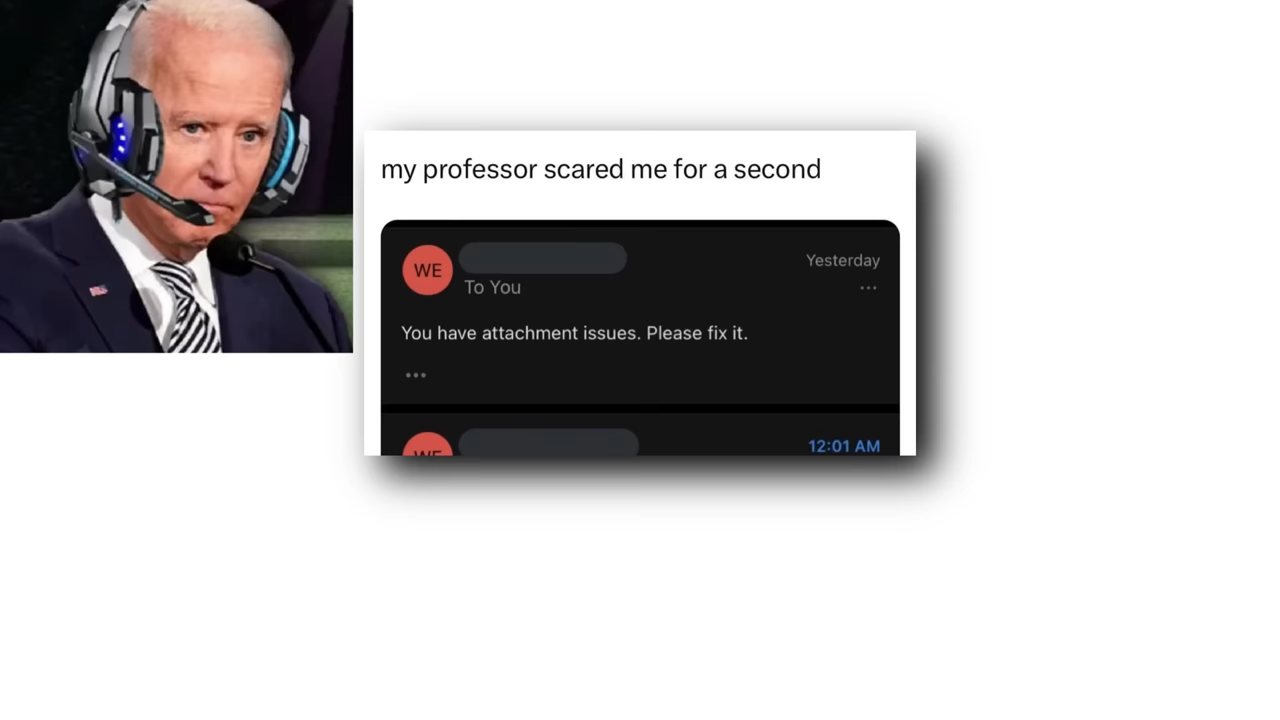 my professor scared me for a second
WE
Yesterday
To You
...
You have attachment issues. Please fix it.
...
WE
12:01 AM